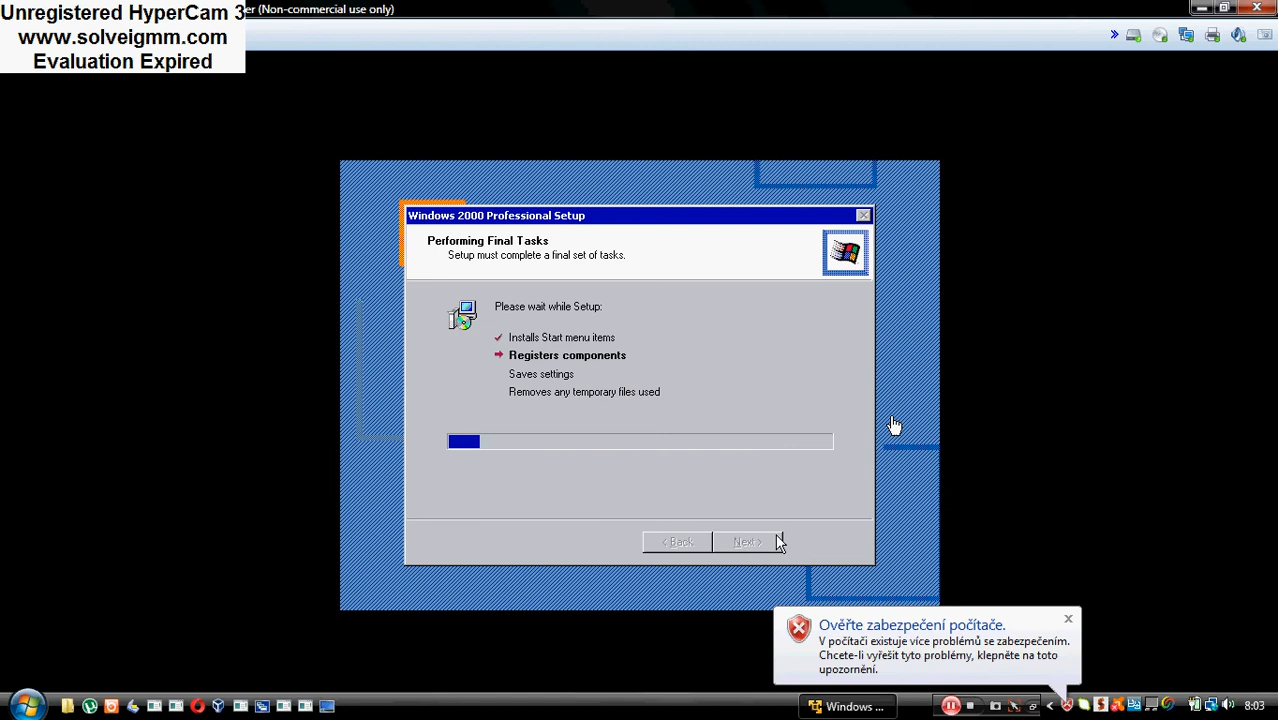 Unregistered HyperCam 3
www.solveigmm.com
Evaluation Expired
er (Non-commercial use only)
Windows 2000 Professional Setup
Performing Final Tasks
Setup must complete a final set of tasks.
Please wait while Setup:
Installs Start menu items
Registers components
Saves settings
Removes any temporary files used
< Back
Next >
Ověřte zabezpečení počítače.
V počítači existuje více problémů se zabezpečením.
Chcete-li vyřešit tyto problémy, klepněte na toto
upozornění.
Windows ...
8:03